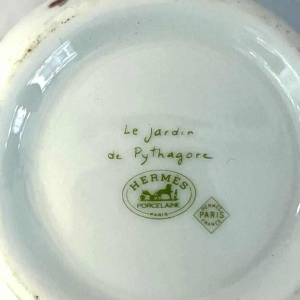 Le jardin
de Pythagore
HERMES
PORCELAINE
PARIS
HERMES
PARIS
FRANCE